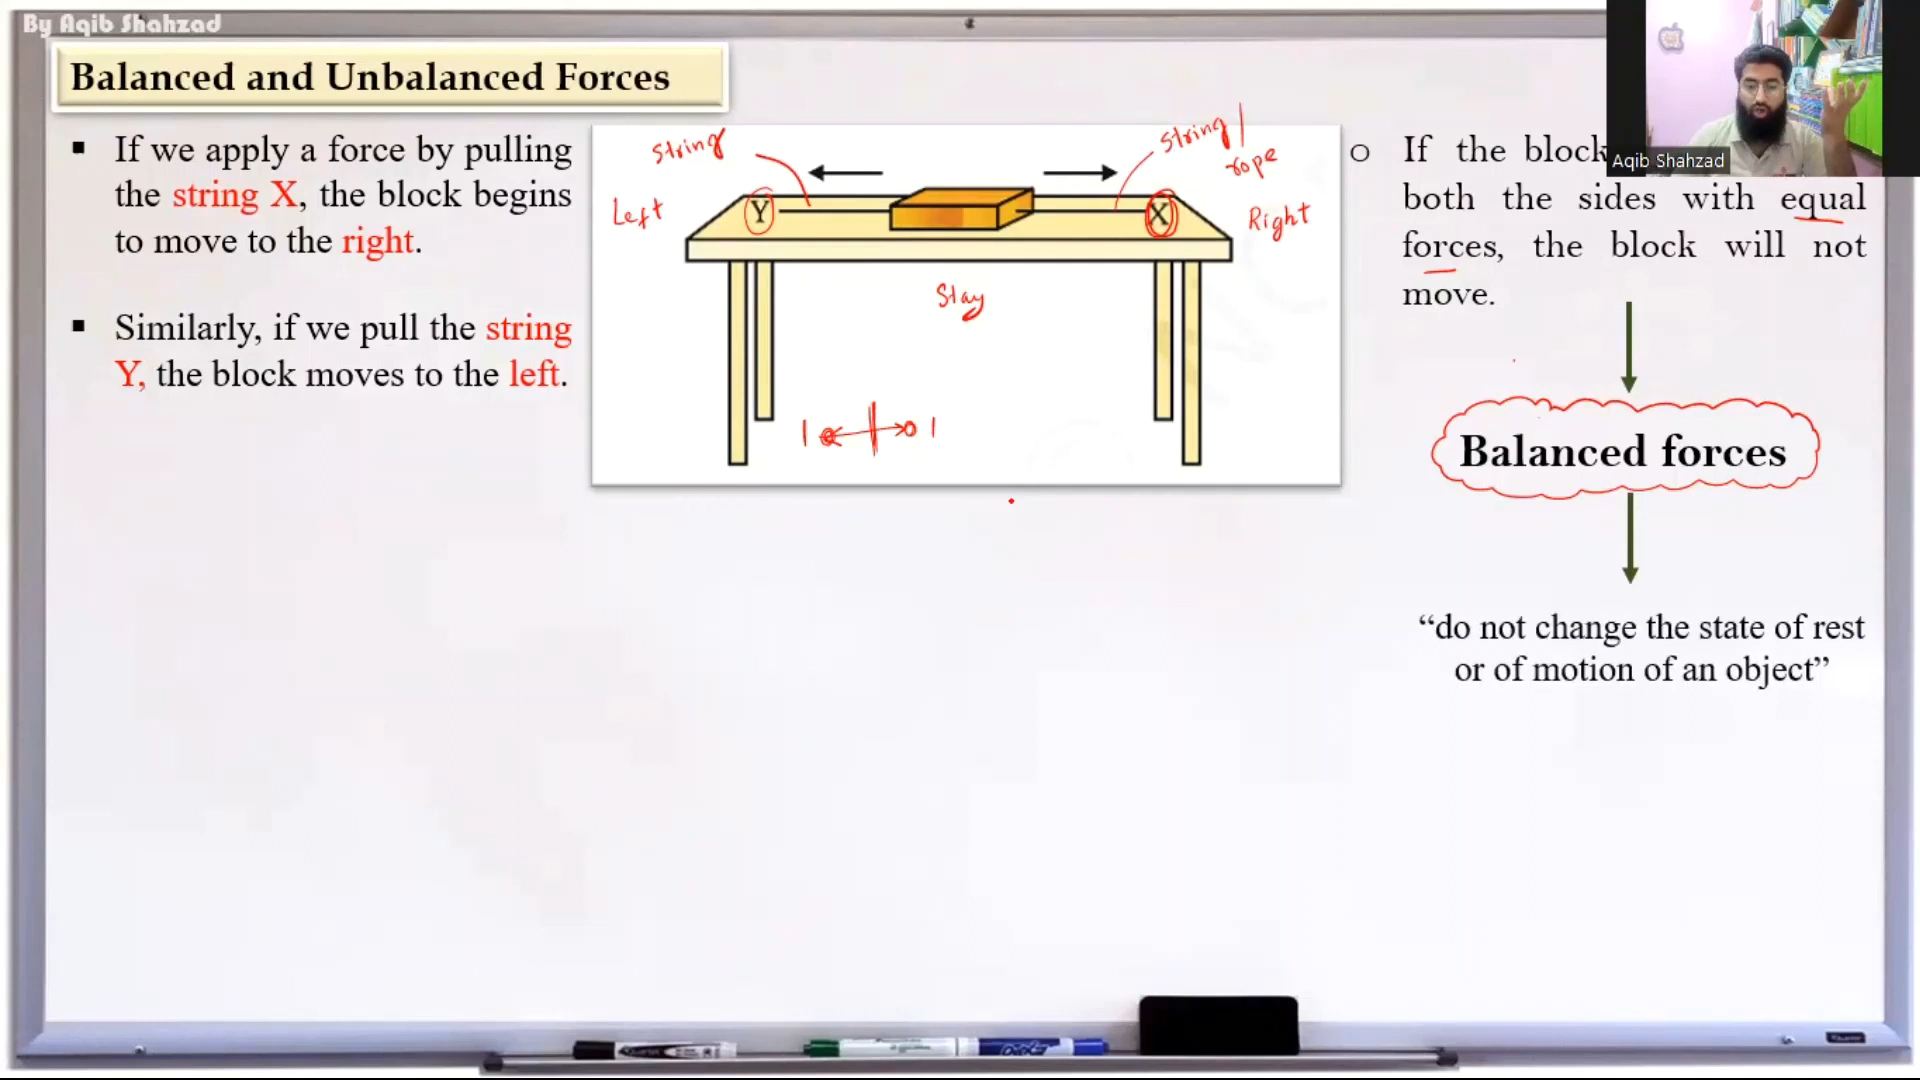 By Aqib Shahzad
Balanced and Unbalanced Forces
▪ If we apply a force by pulling
the string X, the block begins
to move to the right.
▪ Similarly, if we pull the string
Y, the block moves to the left.
string
string/
rope
Left
Y
X
Right
Stay
1
1
o If the block
both the sides with equal
forces, the block will not
move.
Balanced forces
“do not change the state of rest
or of motion of an object”
Aqib Shahzad